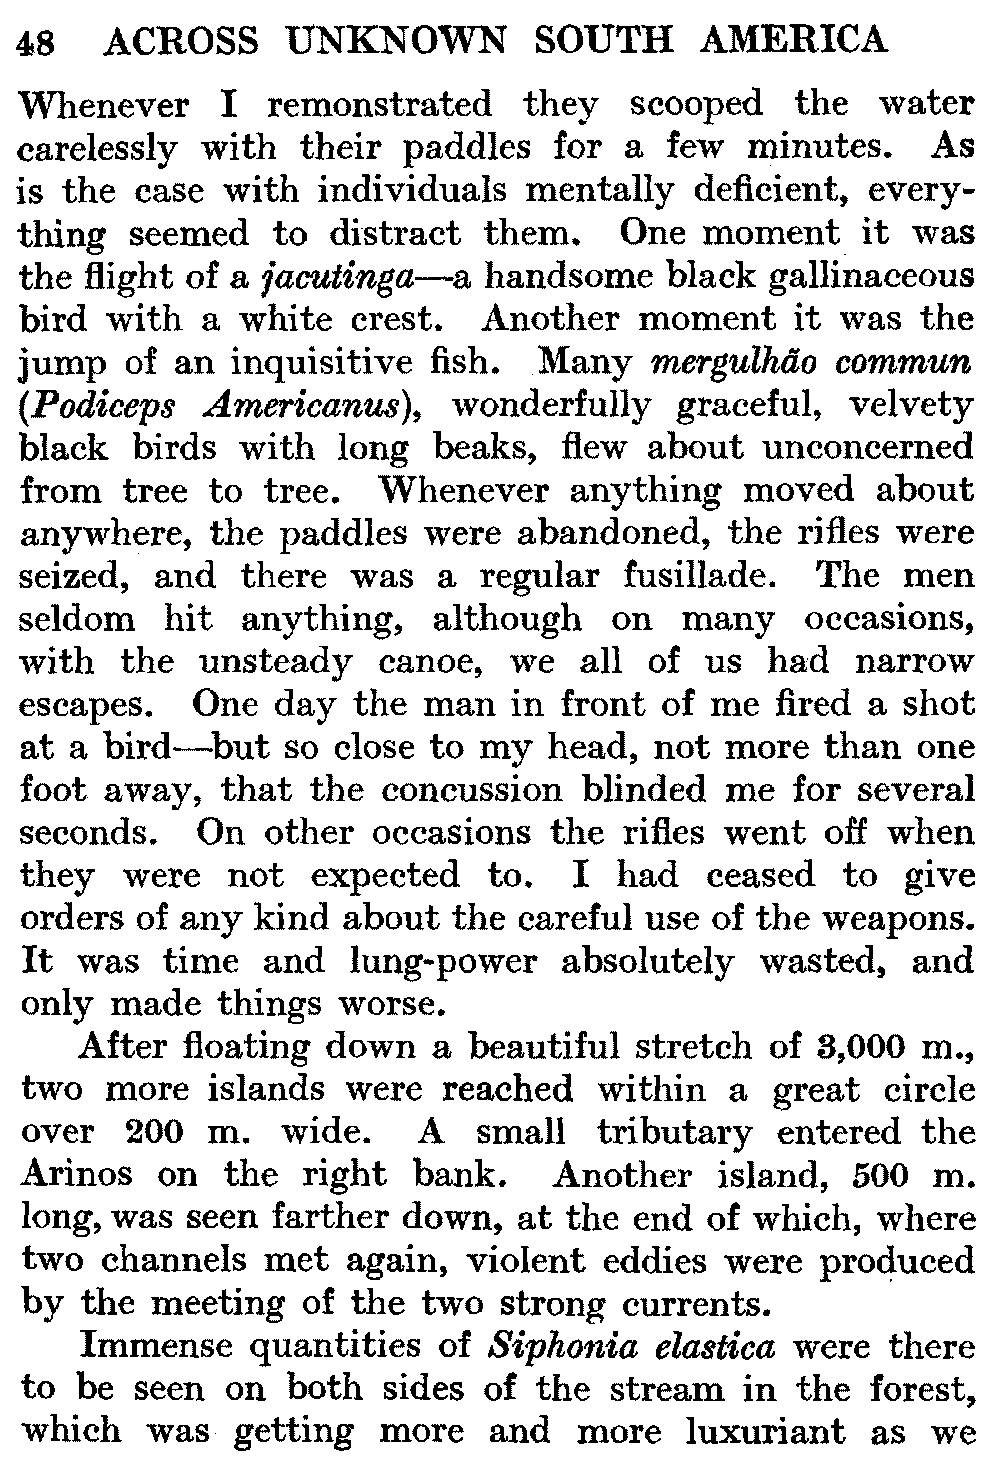 48 ACROSS UNKNOWN SOUTH AMERICA
Whenever I remonstrated they scooped the water
carelessly with their paddles for a few minutes. As
is the case with individuals mentally deficient, every-
thing seemed to distract them. One moment it was
the flight of a jacutinga—a handsome black gallinaceous
bird with a white crest. Another moment it was the
jump of an inquisitive fish. Many mergulhão commun
(Podiceps Americanus), wonderfully graceful, velvety
black birds with long beaks, flew about unconcerned
from tree to tree. Whenever anything moved about
anywhere, the paddles were abandoned, the rifles were
seized, and there was a regular fusillade. The men
seldom hit anything, although on many occasions,
with the unsteady canoe, we all of us had narrow
escapes. One day the man in front of me fired a shot
at a bird—but so close to my head, not more than one
foot away, that the concussion blinded me for several
seconds. On other occasions the rifles went off when
they were not expected to. I had ceased to give
orders of any kind about the careful use of the weapons.
It was time and lung-power absolutely wasted, and
only made things worse.
After floating down a beautiful stretch of 3,000 m.,
two more islands were reached within a great circle
over 200 m. wide. A small tributary entered the
Arinos on the right bank. Another island, 500 m.
long, was seen farther down, at the end of which, where
two channels met again, violent eddies were produced
by the meeting of the two strong currents.
Immense quantities of Siphonia elastica were there
to be seen on both sides of the stream in the forest,
which was getting more and more luxuriant as we